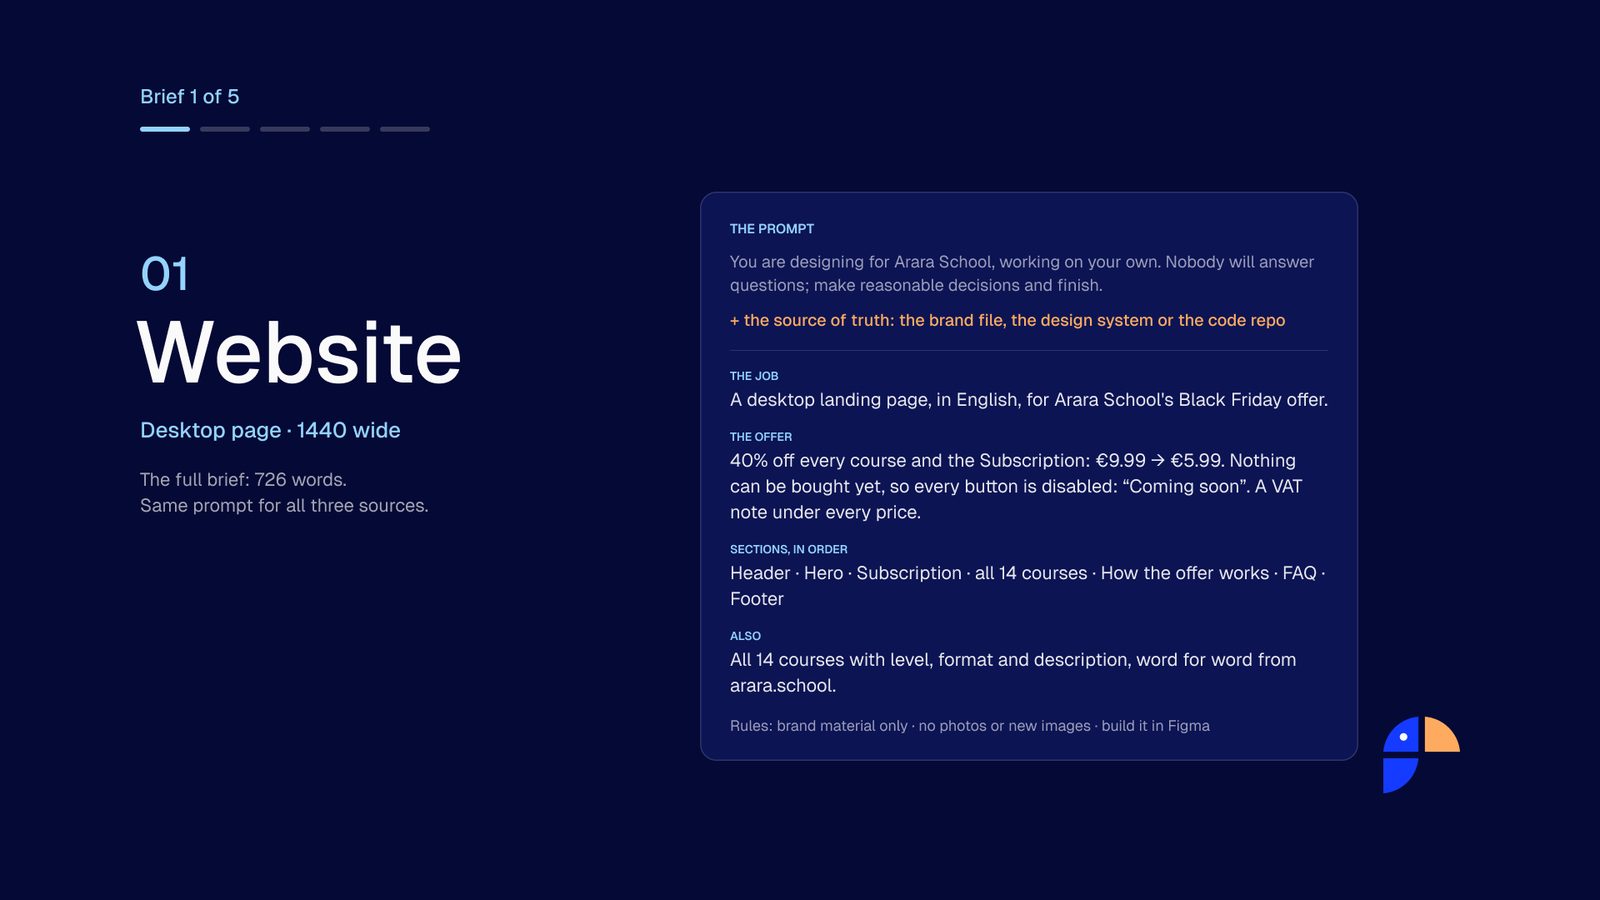 Brief 1 of 5
01
Website
Desktop page · 1440 wide
The full brief: 726 words.
Same prompt for all three sources.
THE PROMPT
You are designing for Arara School, working on your own. Nobody will answer
questions; make reasonable decisions and finish.
+ the source of truth: the brand file, the design system or the code repo
THE JOB
A desktop landing page, in English, for Arara School's Black Friday offer.
THE OFFER
40% off every course and the Subscription: €9.99 → €5.99. Nothing
can be bought yet, so every button is disabled: “Coming soon”. A VAT
note under every price.
SECTIONS, IN ORDER
Header · Hero · Subscription · all 14 courses · How the offer works · FAQ ·
Footer
ALSO
All 14 courses with level, format and description, word for word from
arara.school.
Rules: brand material only · no photos or new images · build it in Figma